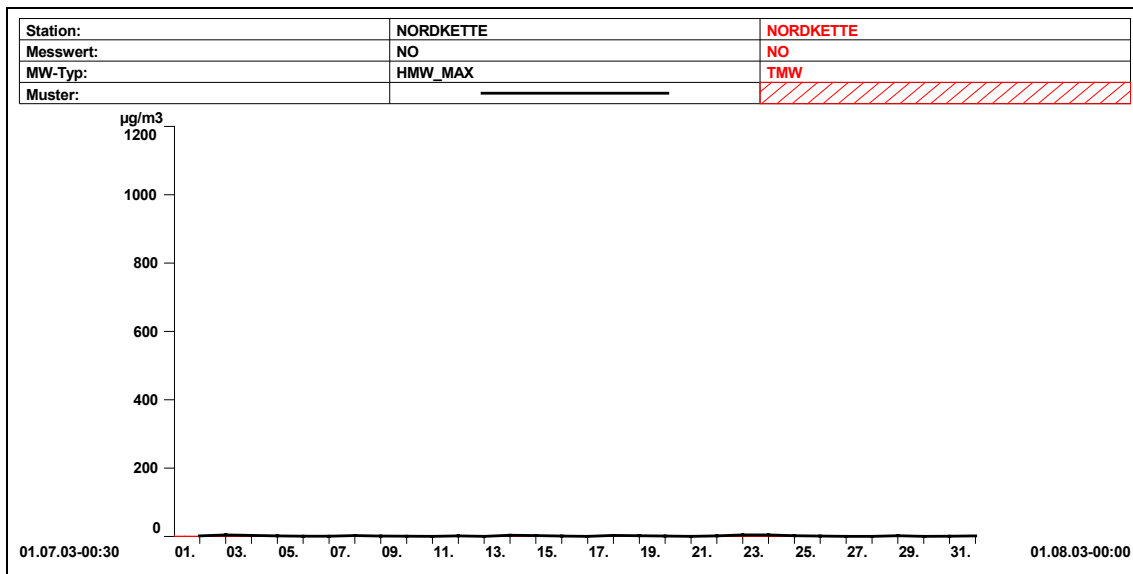 Station: NORDKETTE NORDKETTE
Messwert: NO NO
MW-Typ: HMW_MAX TMW
Muster:
µg/m3
1200
1000
800
600
400
200
0
01.07.03-00:30 01. 03. 05. 07. 09. 11. 13. 15. 17. 19. 21. 23. 25. 27. 29. 31. 01.08.03-00:00